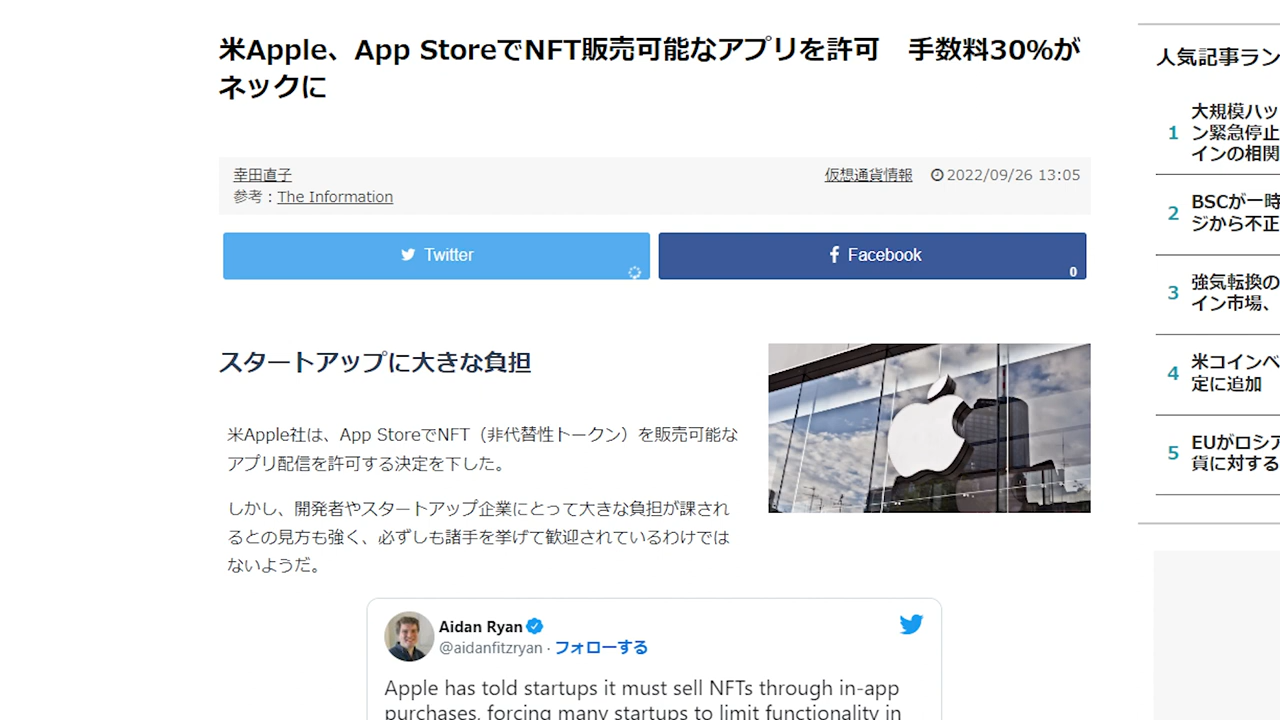 米Apple、App StoreでNFT販売可能なアプリを許可　手数料30%が
ネックに
幸田直子
参考：The Information
仮想通貨情報 2022/09/26 13:05
Twitter
Facebook
0
スタートアップに大きな負担
米Apple社は、App StoreでNFT（非代替性トークン）を販売可能な
アプリ配信を許可する決定を下した。
しかし、開発者やスタートアップ企業にとって大きな負担が課され
るとの見方も強く、必ずしも諸手を挙げて歓迎されているわけでは
ないようだ。
Aidan Ryan
@aidanfitzryan · フォローする
Apple has told startups it must sell NFTs through in-app
purchases, forcing many startups to limit functionality in
人気記事ラン
1
大規模ハッ
ン緊急停止
インの相関
2
BSCが一時
ジから不正
3
強気転換の
イン市場、
4
米コインベ
定に追加
5
EUがロシア
貨に対する